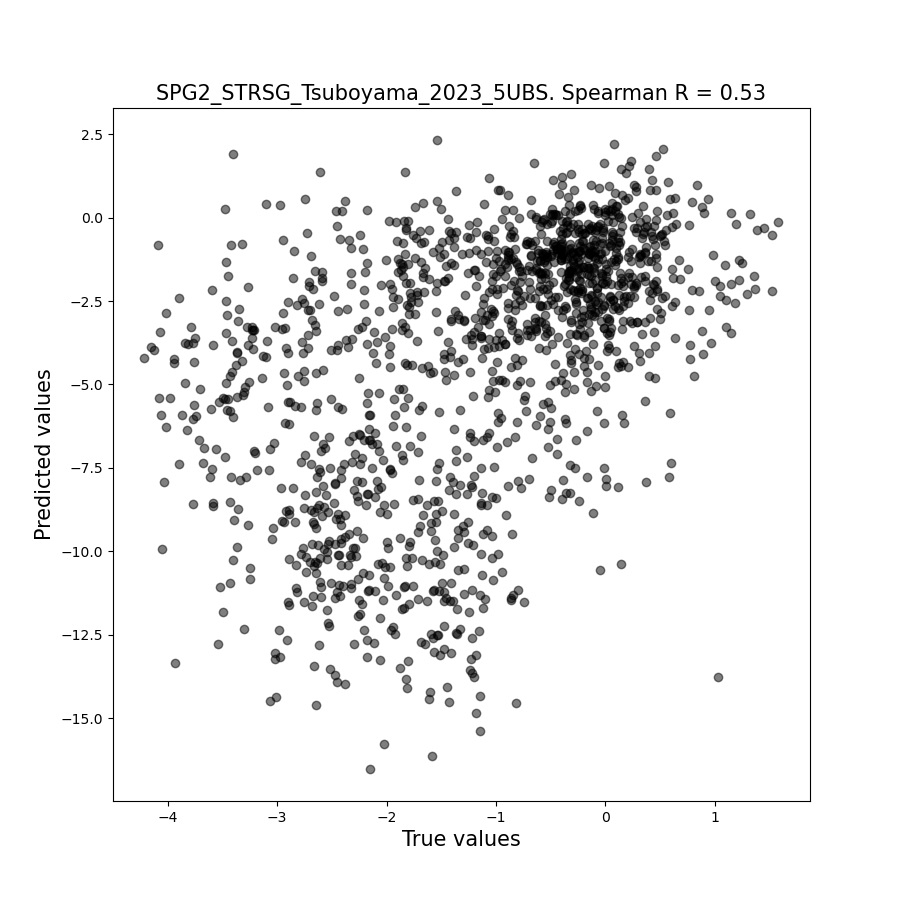 SPG2_STRSG_Tsuboyama_2023_5UBS. Spearman R = 0.53
2.5
0.0
−2.5
−5.0
−7.5
−10.0
−12.5
−15.0
Predicted values
−4 −3 −2 −1 0 1
True values